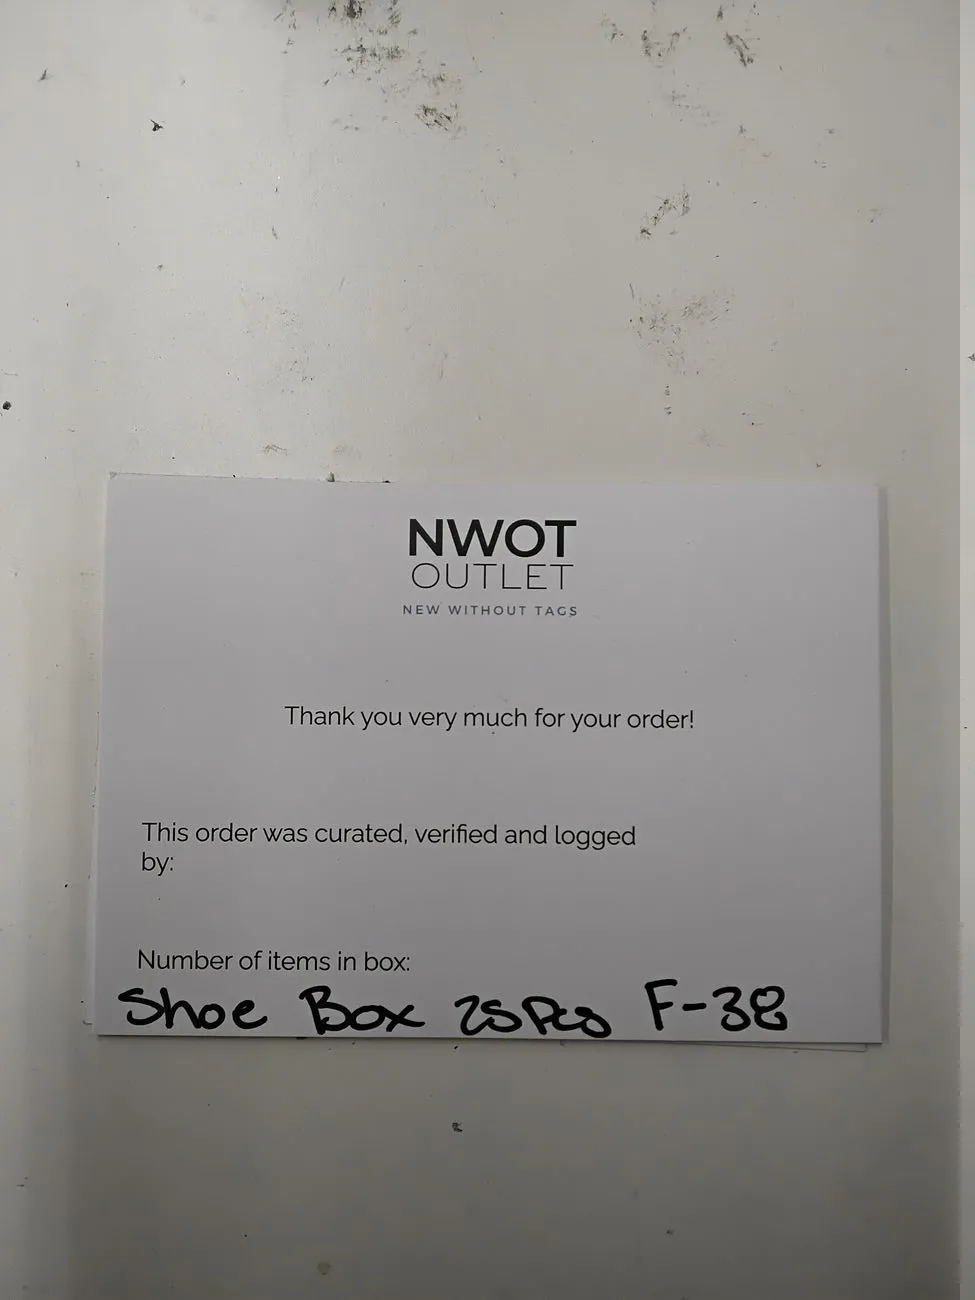 NWOT
OUTLET
NEW WITHOUT TAGS
Thank you very much for your order!
This order was curated, verified and logged
by:
Number of items in box:
Shoe Box 25Pcs F-38